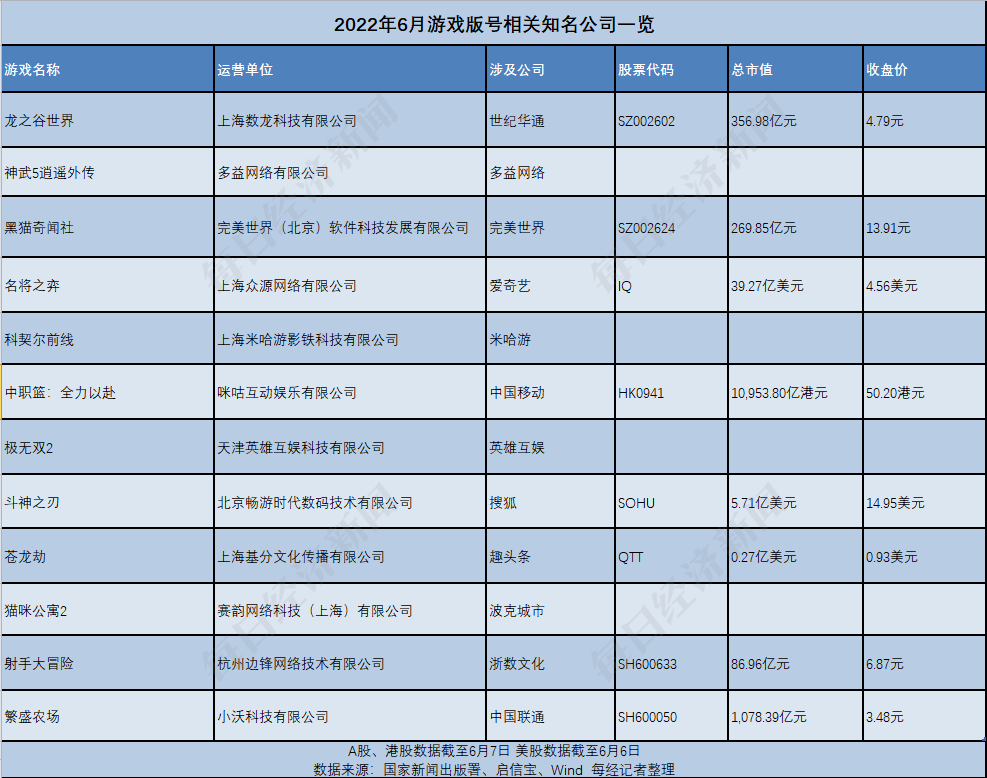 2022年6月游戏版号相关知名公司一览
游戏名称 运营单位 涉及公司 股票代码 总市值 收盘价
龙之谷世界 上海数龙科技有限公司 世纪华通 SZ002602 356.98亿元 4.79元
神武5逍遥外传 多益网络有限公司 多益网络
黑猫奇闻社 完美世界（北京）软件科技发展有限公司 完美世界 SZ002624 269.85亿元 13.91元
名将之弈 上海众源网络有限公司 爱奇艺 IQ 39.27亿美元 4.56美元
科契尔前线 上海米哈游影铁科技有限公司 米哈游
中职篮：全力以赴 咪咕互动娱乐有限公司 中国移动 HK0941 10,953.80亿港元 50.20港元
极无双2 天津英雄互娱科技有限公司 英雄互娱
斗神之刃 北京畅游时代数码技术有限公司 搜狐 SOHU 5.71亿美元 14.95美元
苍龙劫 上海基分文化传播有限公司 趣头条 QTT 0.27亿美元 0.93美元
猫咪公寓2 赛韵网络科技（上海）有限公司 波克城市
射手大冒险 杭州边锋网络技术有限公司 浙数文化 SH600633 86.96亿元 6.87元
繁盛农场 小沃科技有限公司 中国联通 SH600050 1,078.39亿元 3.48元
A股、港股数据截至6月7日 美股数据截至6月6日
数据来源：国家新闻出版署、启信宝、Wind 每经记者整理
每日经济新闻
每日经济新闻
每日经济新闻
每日经济新闻